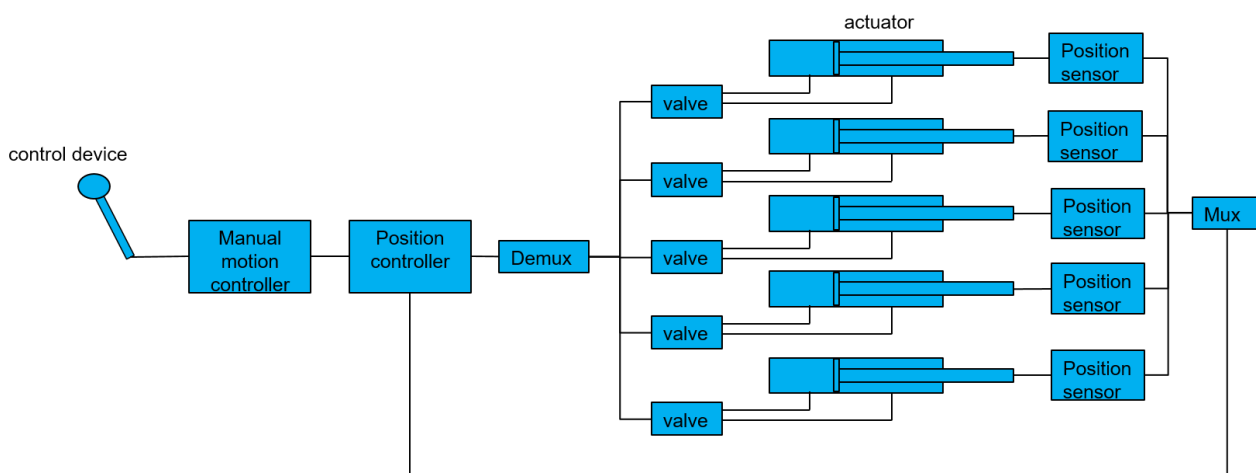 actuator
Position
sensor
valve
Position
sensor
control device
valve
Position
sensor
Mux
Manual
motion
controller
Position
controller
Demux
valve
Position
sensor
valve
Position
sensor
valve